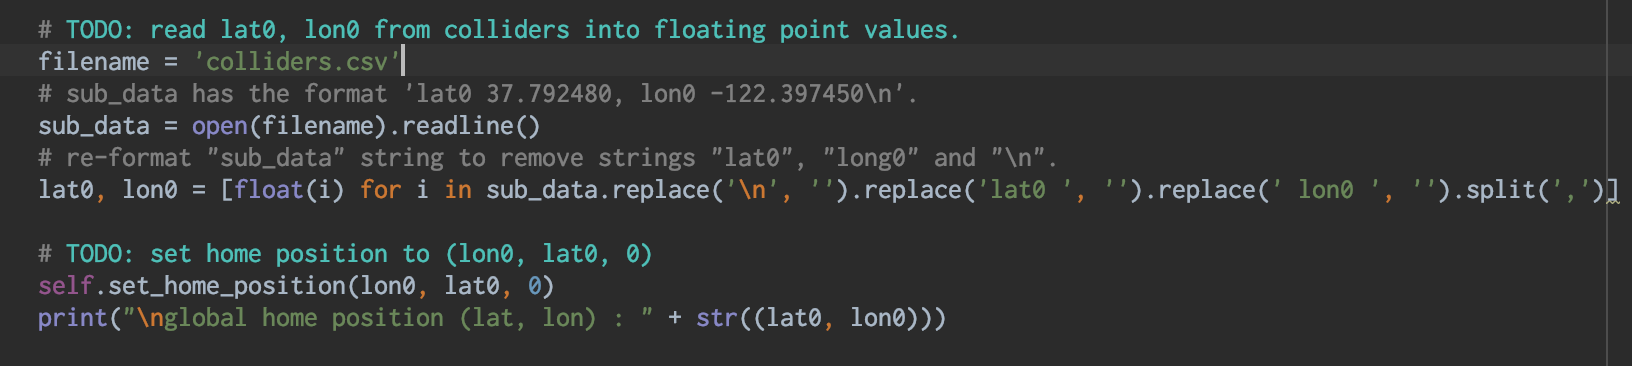 # TODO: read lat0, lon0 from colliders into floating point values.
filename = 'colliders.csv'
# sub_data has the format 'lat0 37.792480, lon0 -122.397450\n'.
sub_data = open(filename).readline()
# re-format "sub_data" string to remove strings "lat0", "long0" and "\n".
lat0, lon0 = [float(i) for i in sub_data.replace('\n', '').replace('lat0 ', '').replace(' lon0 ', '').split(',')]
# TODO: set home position to (lon0, lat0, 0)
self.set_home_position(lon0, lat0, 0)
print("\nglobal home position (lat, lon) : " + str((lat0, lon0)))